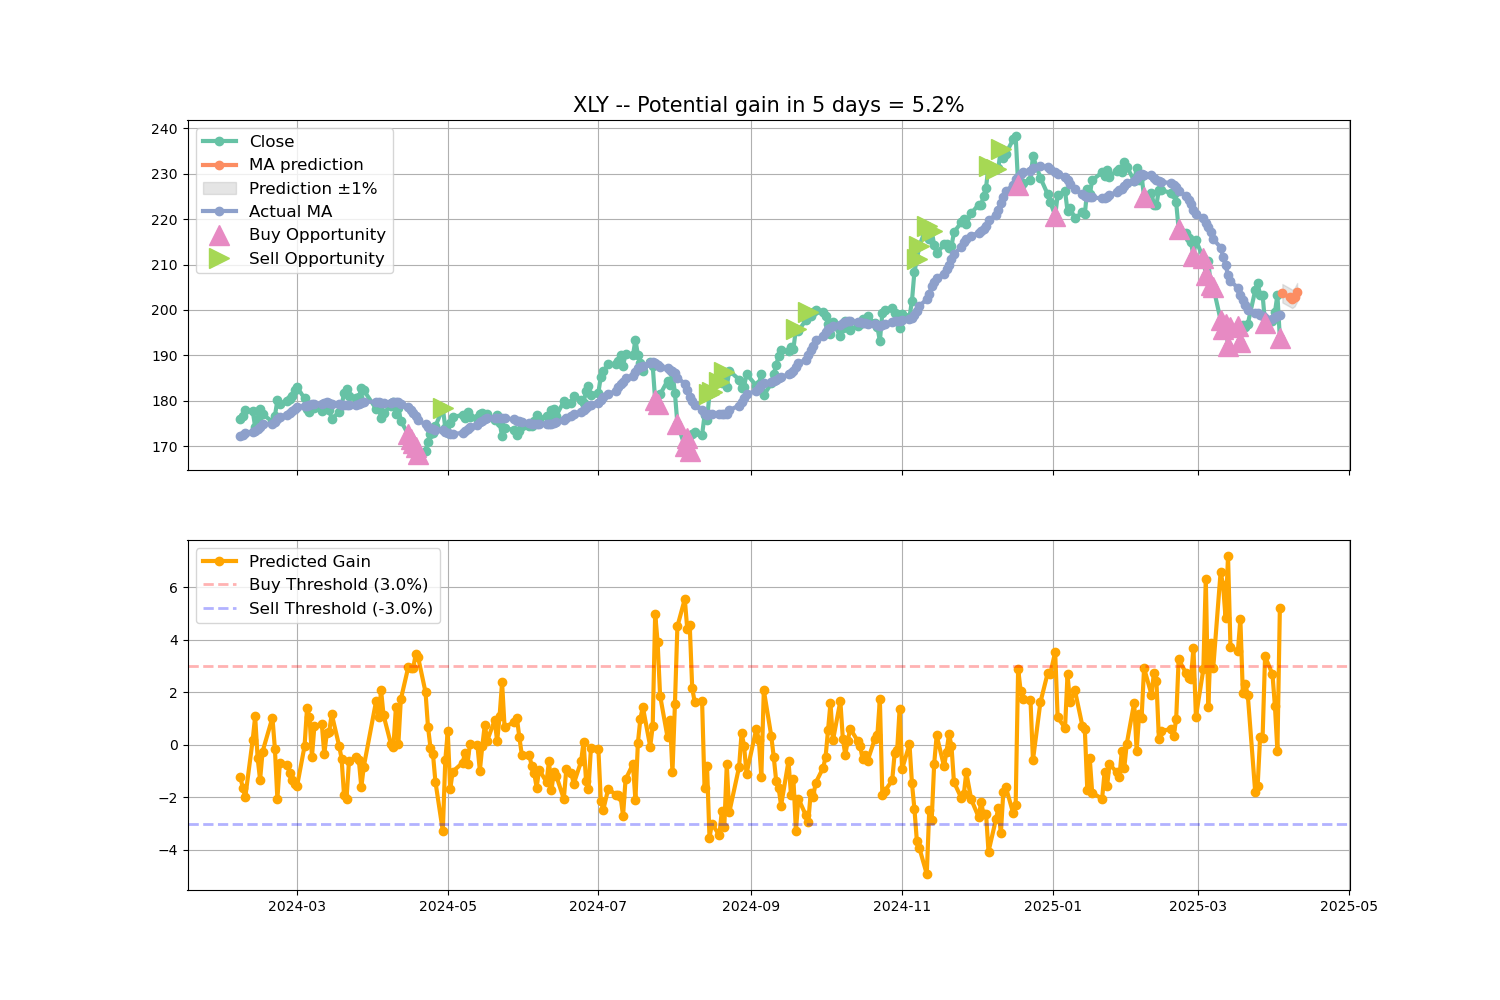 XLY -- Potential gain in 5 days = 5.2%
240
230
220
210
200
190
180
170
Close
MA prediction
Prediction ±1%
Actual MA
Buy Opportunity
Sell Opportunity
6
4
2
0
−2
−4
Predicted Gain
Buy Threshold (3.0%)
Sell Threshold (-3.0%)
2024-03
2024-05
2024-07
2024-09
2024-11
2025-01
2025-03
2025-05